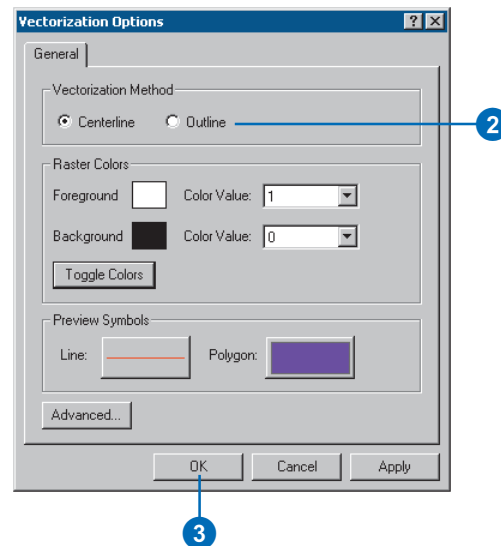 Vectorization Options
General
Vectorization Method
Centerline Outline
2
Raster Colors
Foreground Color Value: 1
Background Color Value: 0
Toggle Colors
Preview Symbols
Line: Polygon:
Advanced...
OK Cancel Apply
3